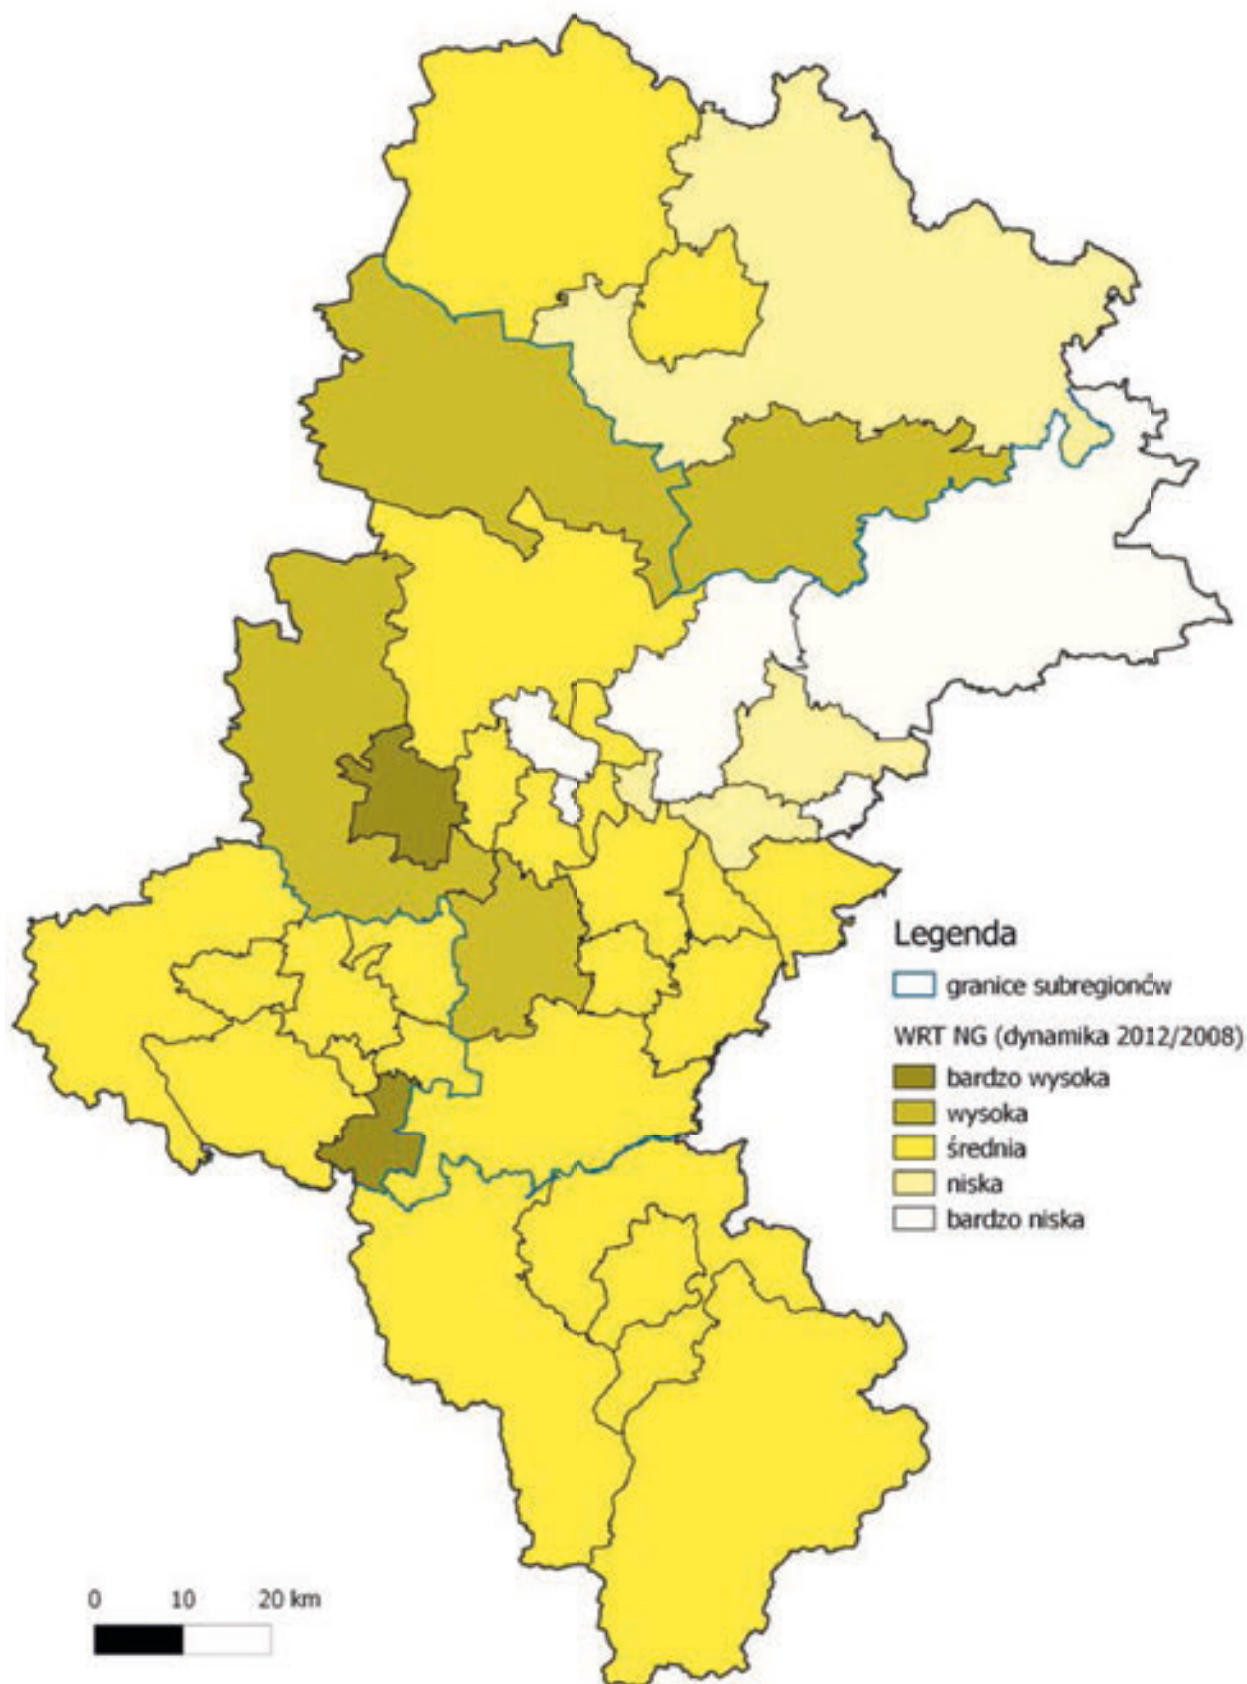 Legenda
granice subregionćw
WRT NG (dynamika 2012/2008)
bardzo wysoka
wysoka
średnia
niska
bardzo niska
0 10 20 km